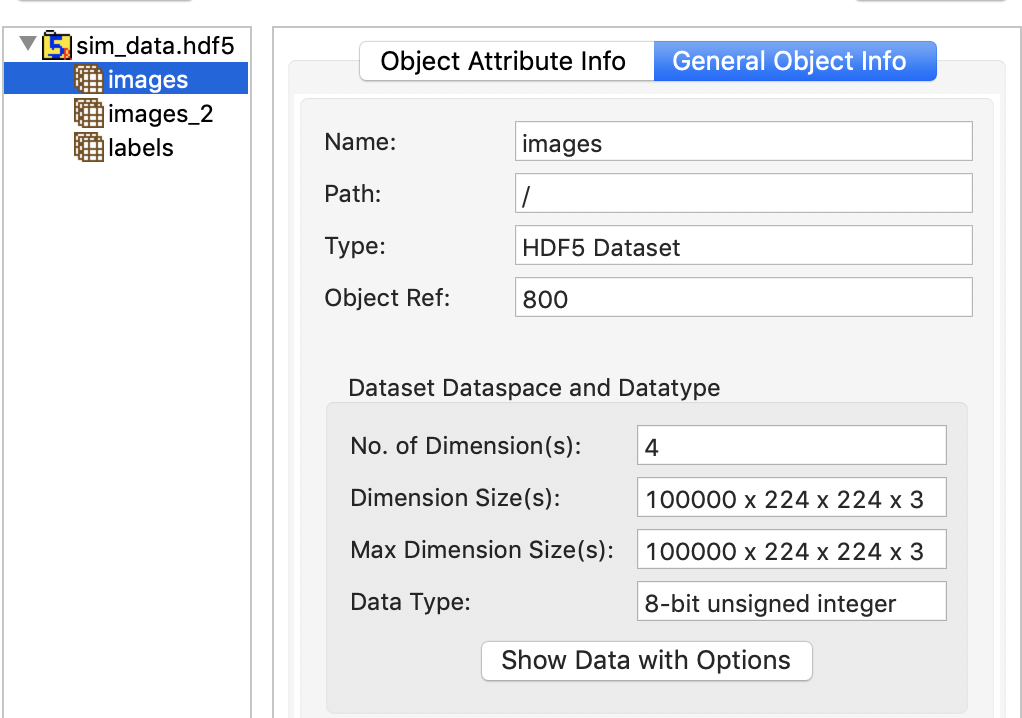 sim_data.hdf5
images
images_2
labels
Object Attribute Info
General Object Info
Name: images
Path: /
Type: HDF5 Dataset
Object Ref: 800
Dataset Dataspace and Datatype
No. of Dimension(s): 4
Dimension Size(s): 100000 x 224 x 224 x 3
Max Dimension Size(s): 100000 x 224 x 224 x 3
Data Type: 8-bit unsigned integer
Show Data with Options